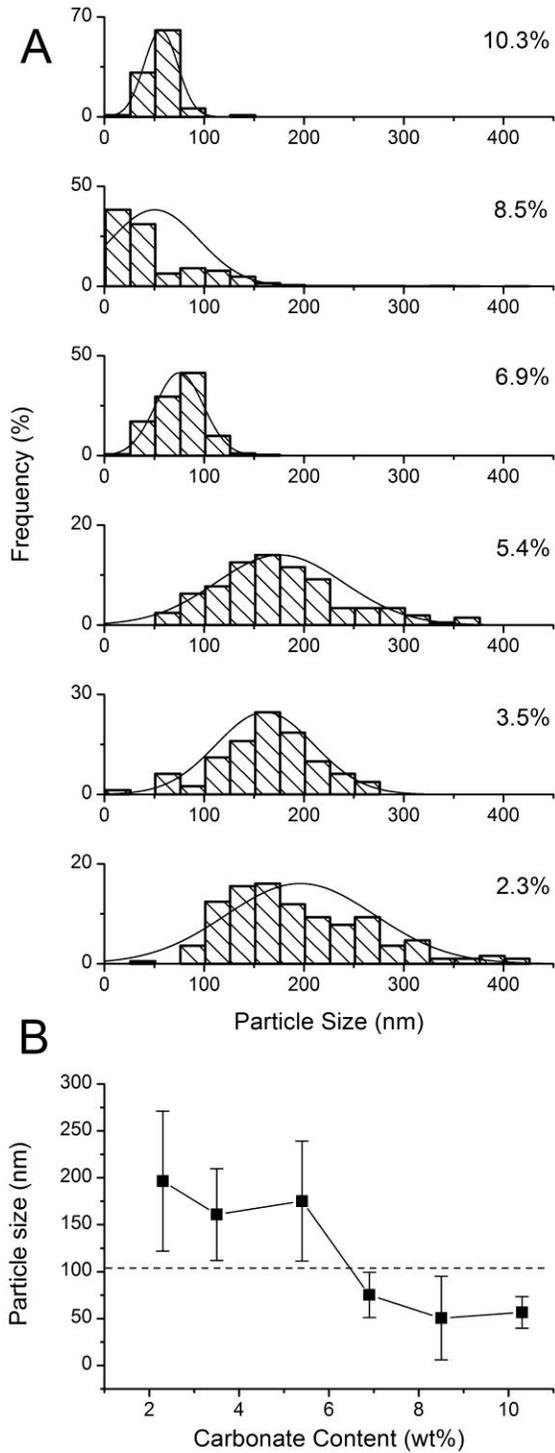 A
70
0
10.3%
0 100 200 300 400
50
0
8.5%
0 100 200 300 400
50
0
6.9%
0 100 200 300 400
Frequency (%)
20
0
5.4%
0 100 200 300 400
30
0
3.5%
0 100 200 300 400
20
0
2.3%
0 100 200 300 400
Particle Size (nm)
B
300
250
200
150
100
50
0
Particle size (nm)
2 4 6 8 10
Carbonate Content (wt%)